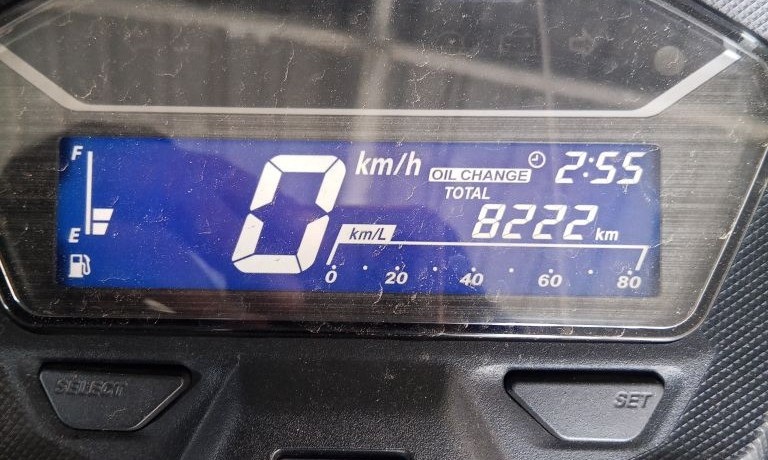 F
km/h
OIL CHANGE
2:55
TOTAL
8222 km
0
E
km/L
0 20 40 60 80
SELECT
SET